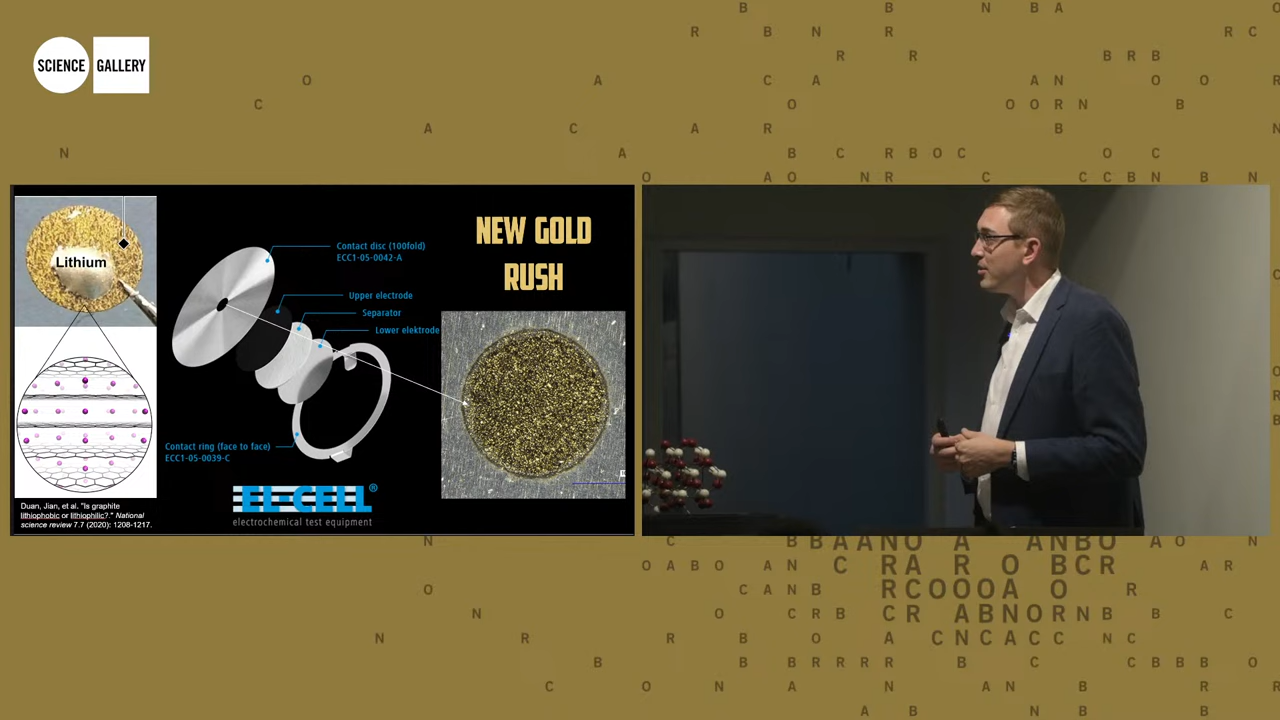 SCIENCE GALLERY
Lithium
Duan, Jian, et al. "Is graphite
lithiophobic or lithiophilic?." National
science review 7.7 (2020): 1208-1217.
Contact disc (100fold)
ECC1-05-0042-A
Upper electrode
Separator
Lower elektrode
Contact ring (face to face)
ECC1-05-0039-C
EL-CELL®
electrochemical test equipment
NEW GOLD
RUSH